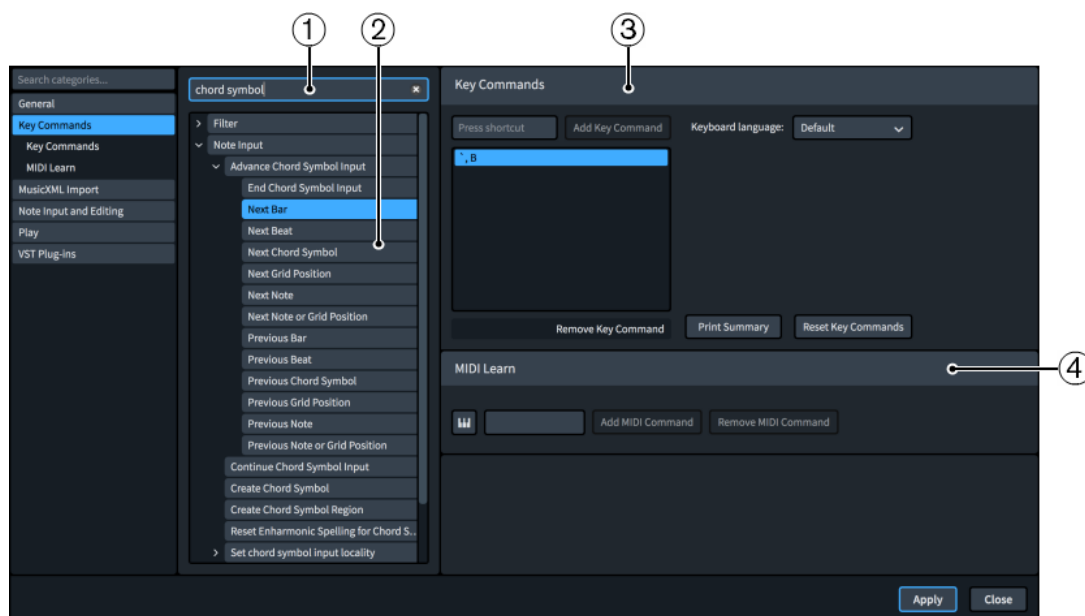 ① ② ③
Search categories...
General
Key Commands
Key Commands
MIDI Learn
MusicXML Import
Note Input and Editing
Play
VST Plug-ins
chord symbol
Filter
Note Input
Advance Chord Symbol Input
End Chord Symbol Input
Next Bar
Next Beat
Next Chord Symbol
Next Grid Position
Next Note
Next Note or Grid Position
Previous Bar
Previous Beat
Previous Chord Symbol
Previous Grid Position
Previous Note
Previous Note or Grid Position
Continue Chord Symbol Input
Create Chord Symbol
Create Chord Symbol Region
Reset Enharmonic Spelling for Chord S..
Set chord symbol input locality
Key Commands
Press shortcut Add Key Command Keyboard language: Default
`, B
Remove Key Command Print Summary Reset Key Commands
MIDI Learn ④
Add MIDI Command Remove MIDI Command
Apply Close